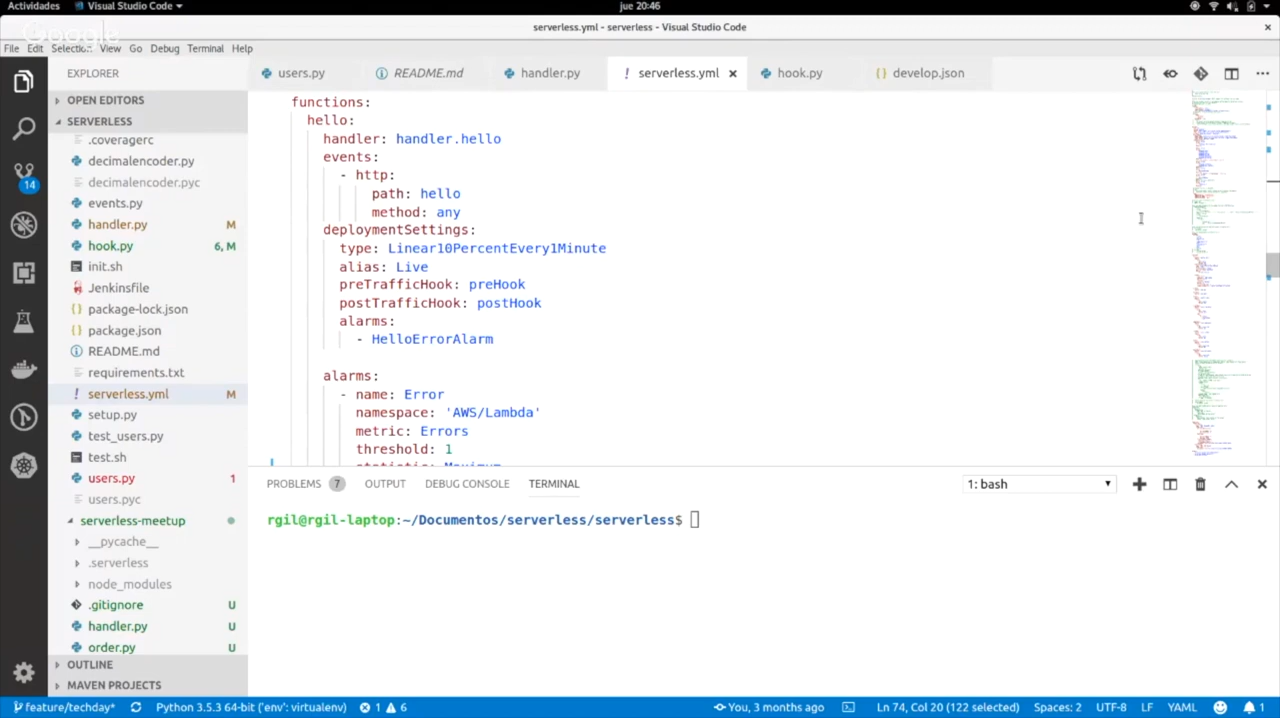 Actividades Visual Studio Code jue 20:46
serverless.yml - serverless - Visual Studio Code
File Edit Selection View Go Debug Terminal Help
EXPLORER
users.py README.md handler.py serverless.yml hook.py develop.json
OPEN EDITORS
SERVERLESS
.coveragerc
decimalencoder.py
decimalencoder.pyc
events.py
handler.py M
hook.py 6, M
init.sh
Jenkinsfile
package-lock.json
package.json
README.md
requirements.txt
serverless.yml M
setup.py
test_users.py
test.sh
users.py 1
users.pyc
serverless-meetup
__pycache__
.serverless
node_modules
.gitignore U
handler.py U
order.py U
OUTLINE
MAVEN PROJECTS
14
functions:
hello:
handler: handler.hello
events:
http:
path: hello
method: any
deploymentSettings:
type: Linear10PercentEvery1Minute
alias: Live
preTrafficHook: preHook
postTrafficHook: postHook
alarms:
- HelloErrorAlarm
alarms:
- name: Error
namespace: 'AWS/Lambda'
metric: Errors
threshold: 1
statistic: Maximum
PROBLEMS 7 OUTPUT DEBUG CONSOLE TERMINAL 1: bash
rgil@rgil-laptop:~/Documentos/serverless/serverless$
feature/techday* Python 3.5.3 64-bit ('env': virtualenv) 1 6 You, 3 months ago Ln 74, Col 20 (122 selected) Spaces: 2 UTF-8 LF YAML 1